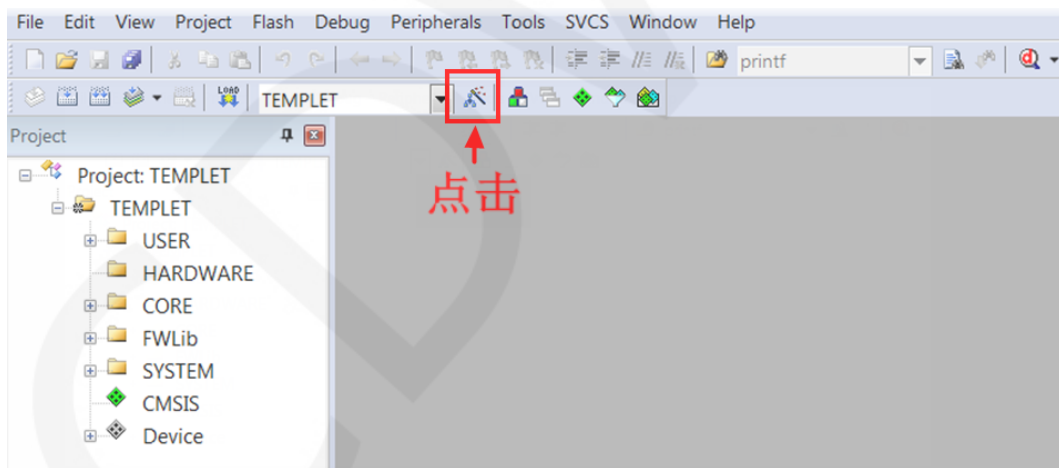 File Edit View Project Flash Debug Peripherals Tools SVCS Window Help
printf
LOAD TEMPLET
Project
点击
Project: TEMPLET
TEMPLET
USER
HARDWARE
CORE
FWLib
SYSTEM
CMSIS
Device